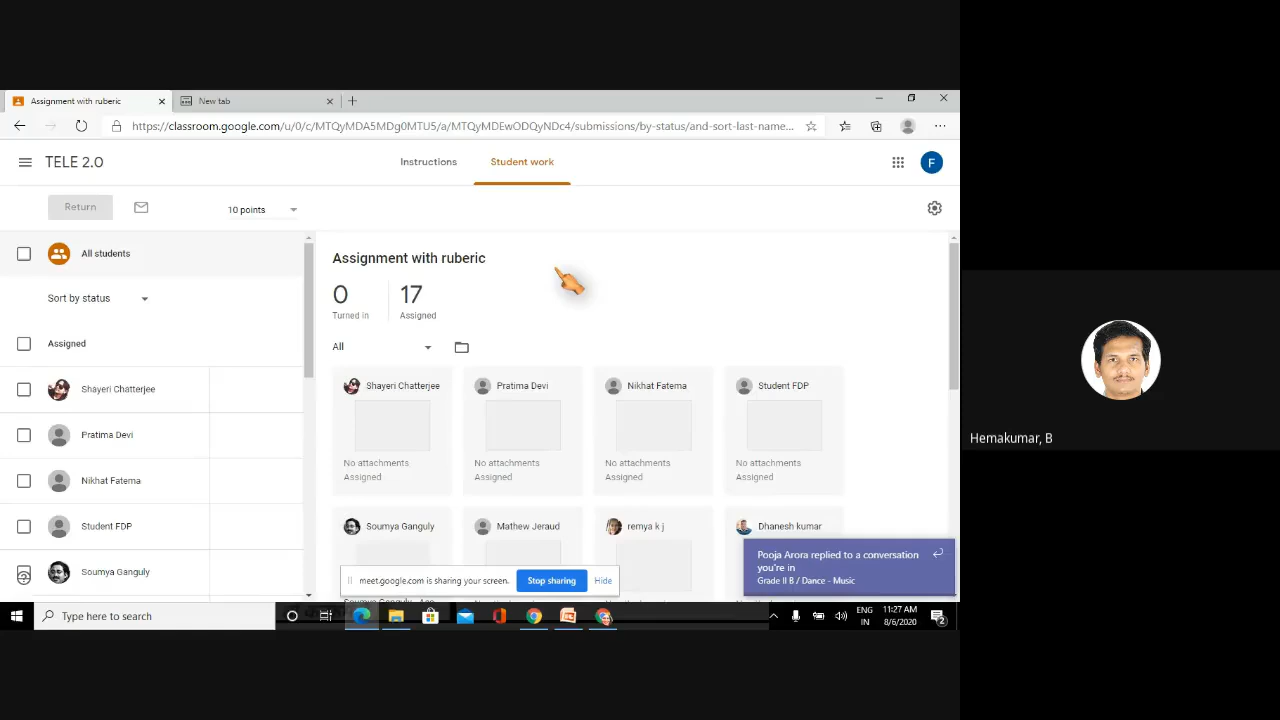 Assignment with ruberic
New tab
https://classroom.google.com/u/0/c/MTQyMDA5MDg0MTU5/a/MTQyMDEwODQyNDc4/submissions/by-status/and-sort-last-name...
TELE 2.0
Instructions
Student work
F
Return
10 points
All students
Sort by status
Assigned
Shayeri Chatterjee
Pratima Devi
Nikhat Fatema
Student FDP
Soumya Ganguly
Assignment with ruberic
0
17
Turned in
Assigned
All
Shayeri Chatterjee
No attachments
Assigned
Pratima Devi
No attachments
Assigned
Nikhat Fatema
No attachments
Assigned
Student FDP
No attachments
Assigned
Soumya Ganguly
Mathew Jeraud
remya k j
Dhanesh kumar
Pooja Arora replied to a conversation
you're in
Grade II B / Dance - Music
meet.google.com is sharing your screen.
Stop sharing
Hide
Type here to search
ENG
IN
11:27 AM
8/6/2020
2
Hemakumar, B